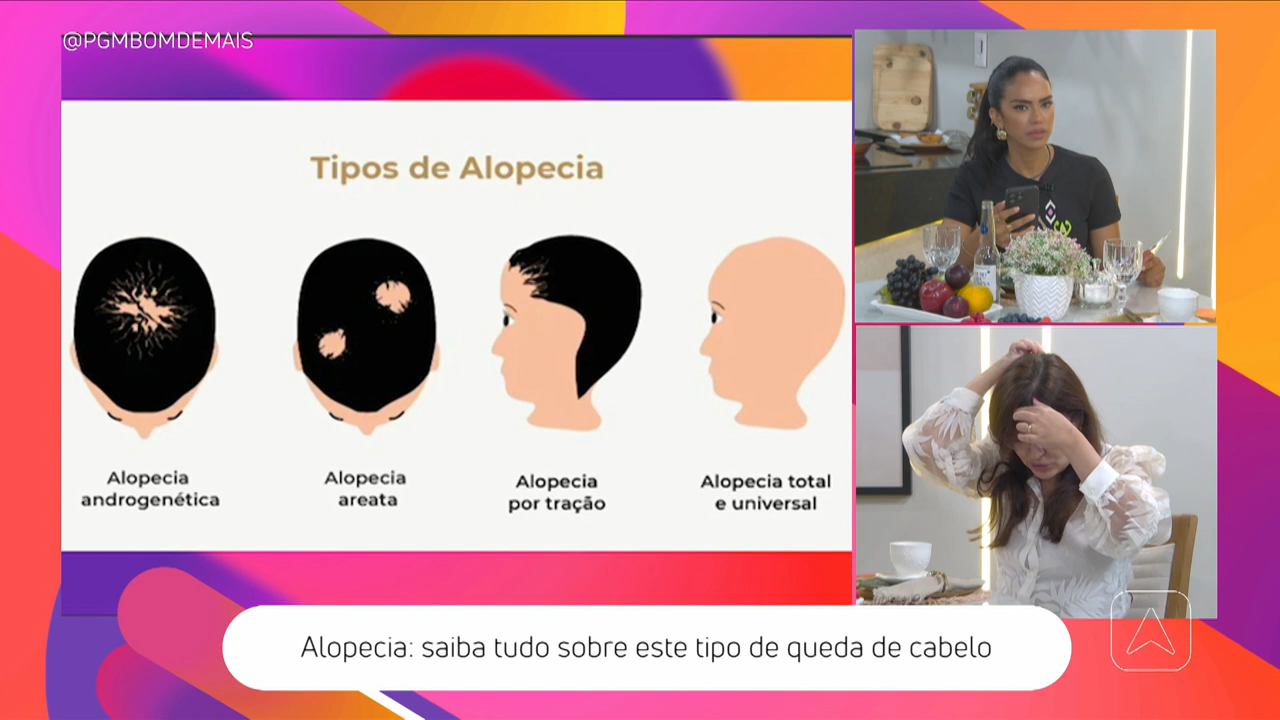 @PGMBOMDEMAIS
Tipos de Alopecia
Alopecia
androgenética
Alopecia
areata
Alopecia
por tração
Alopecia total
e universal
Alopecia: saiba tudo sobre este tipo de queda de cabelo